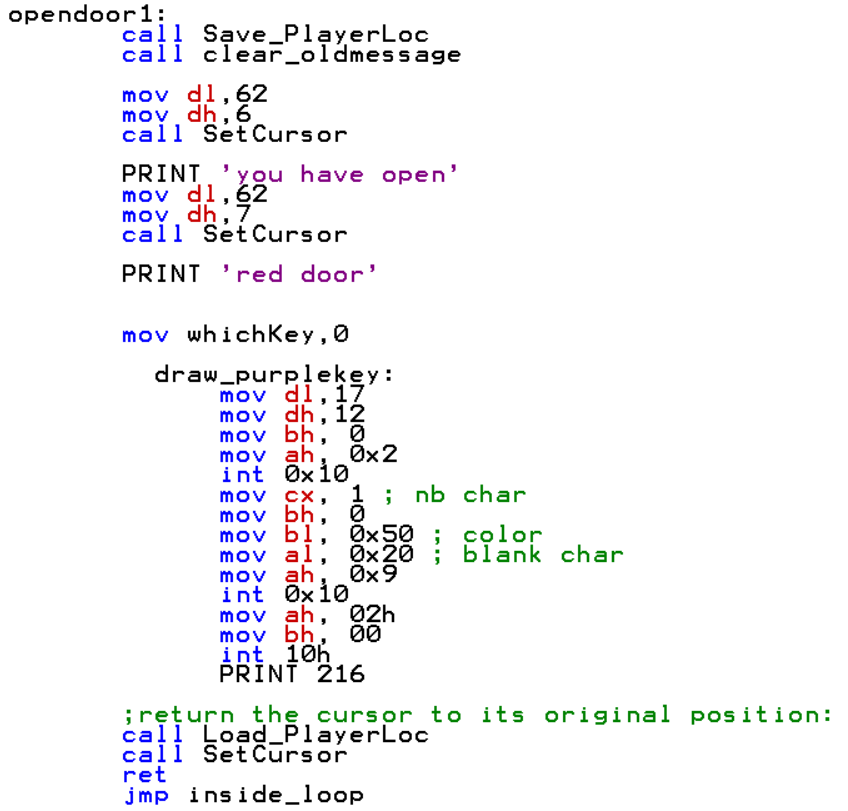 opendoor1:
call Save_PlayerLoc
call clear_oldmessage
mov dl,62
mov dh,6
call SetCursor
PRINT 'you have open'
mov dl,62
mov dh,7
call SetCursor
PRINT 'red door'
mov whichKey,0
draw_purplekey:
mov dl,17
mov dh,12
mov bh, 0
mov ah, 0x2
int 0x10
mov cx, 1 ; nb char
mov bh, 0
mov bl, 0x50 ; color
mov al, 0x20 ; blank char
mov ah, 0x9
int 0x10
mov ah, 02h
mov bh, 00
int 10h
PRINT 216
;return the cursor to its original position:
call Load_PlayerLoc
call SetCursor
ret
jmp inside_loop